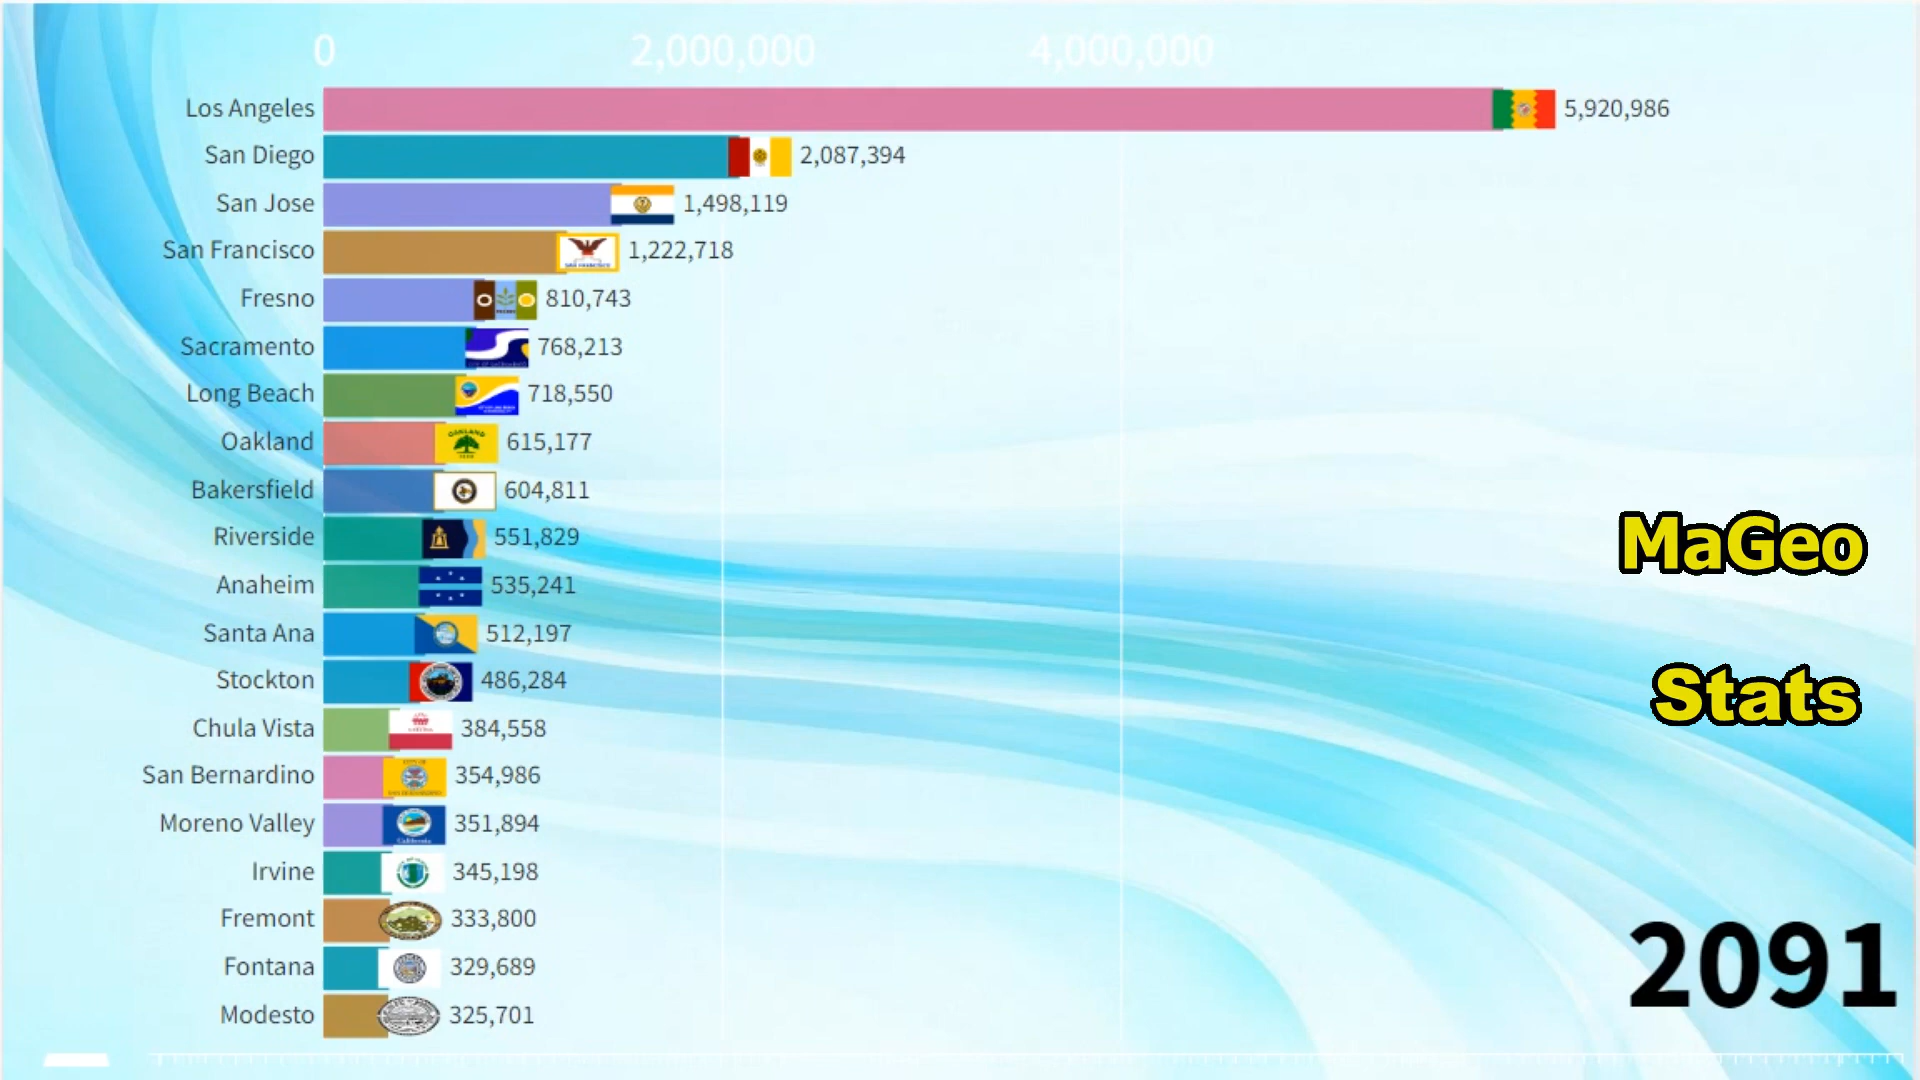 0 2,000,000 4,000,000
Los Angeles 5,920,986
San Diego 2,087,394
San Jose 1,498,119
San Francisco 1,222,718
Fresno 810,743
Sacramento 768,213
Long Beach 718,550
Oakland OAKLAND 615,177
Bakersfield 604,811
Riverside 551,829
Anaheim 535,241
Santa Ana 512,197
Stockton 486,284
Chula Vista 384,558
San Bernardino 354,986
Moreno Valley California 351,894
Irvine 345,198
Fremont 333,800
Fontana 329,689
Modesto 325,701
MaGeo
Stats
2091